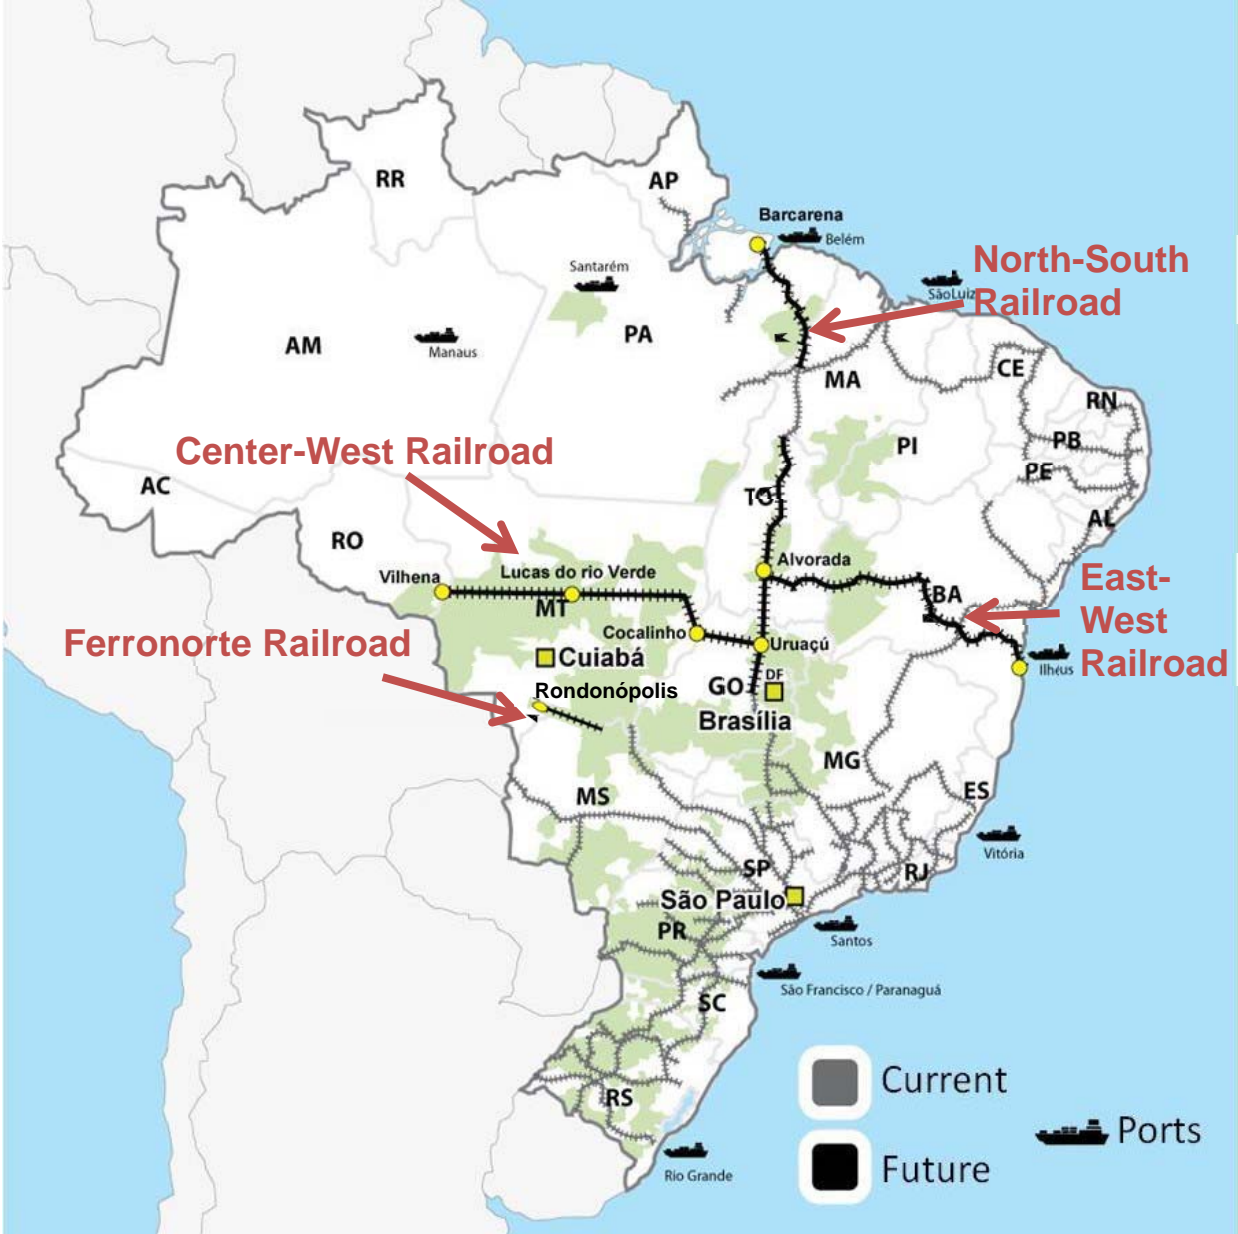 RR
AP
Barcarena
Belém
North-South
Railroad
Santarém
SãoLuiz
AM
Manaus
PA
MA
CE
RN
PB
PE
PI
AL
Center-West Railroad
AC
RO
TO
Alvorada
Vilhena
Lucas do rio Verde
MT
BA
East-
West
Railroad
Ferronorte Railroad
Cocalinho
Uruaçú
Cuiabá
Ilhéus
Rondonópolis
GO
DF
Brasília
MG
MS
ES
Vitória
SP
RJ
São Paulo
PR
Santos
São Francisco / Paranaguá
SC
RS
Rio Grande
Current
Future
Ports